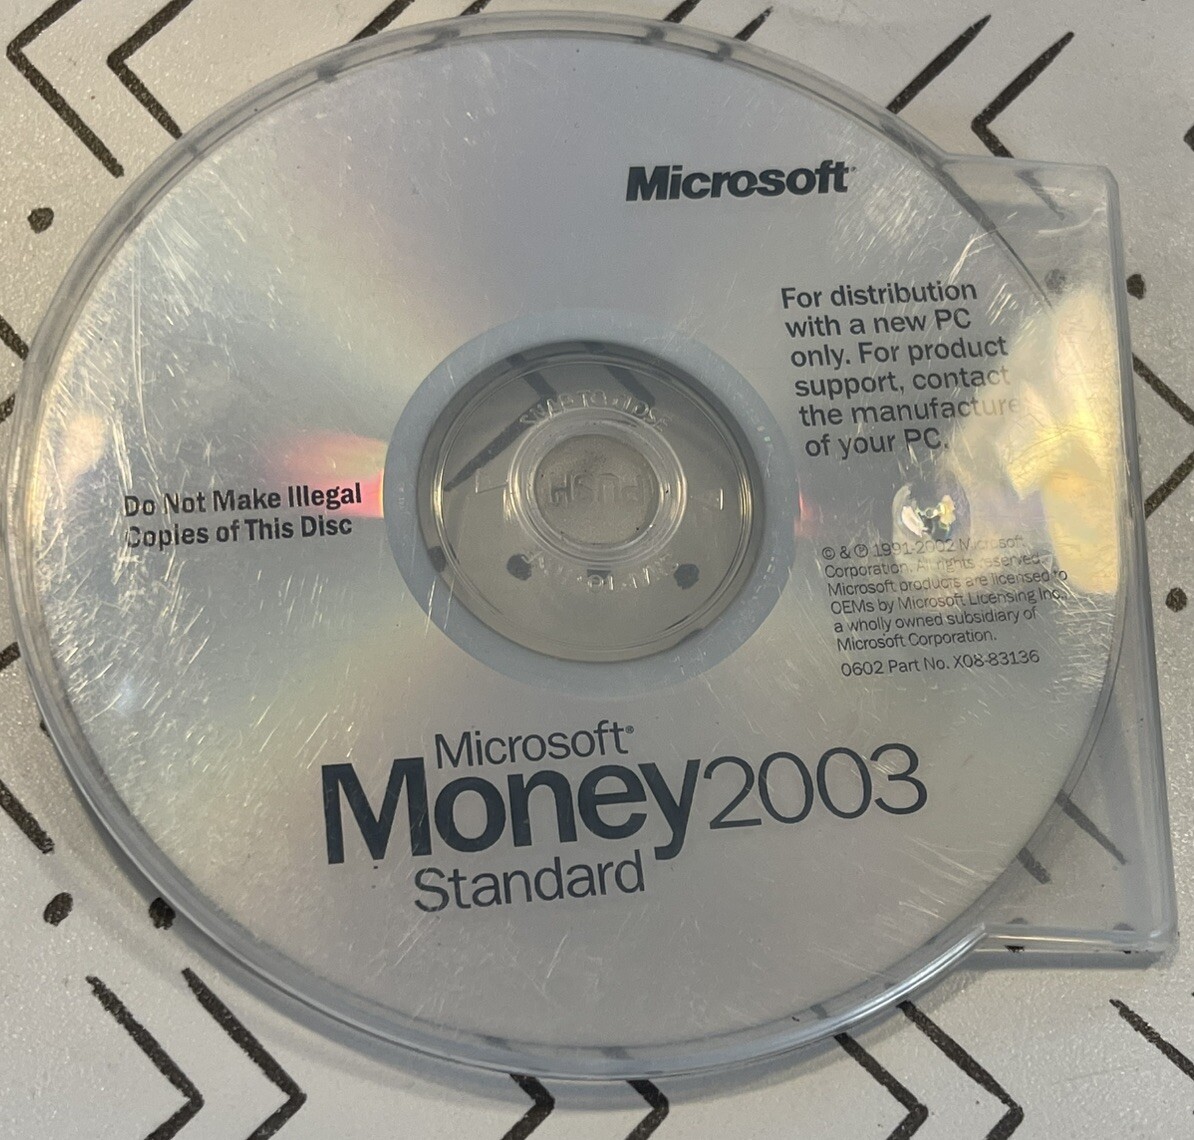 Microsoft®
For distribution
with a new PC
only. For product
support, contact
the manufacture
of your PC.
Do Not Make Illegal
Copies of This Disc
PUSH
© & ℗ 1991-2002 Microsoft
Corporation. All rights reserved.
Microsoft products are licensed to
OEMs by Microsoft Licensing Inc.,
a wholly owned subsidiary of
Microsoft Corporation.
0602 Part No. X08-83136
Microsoft®
Money2003
Standard